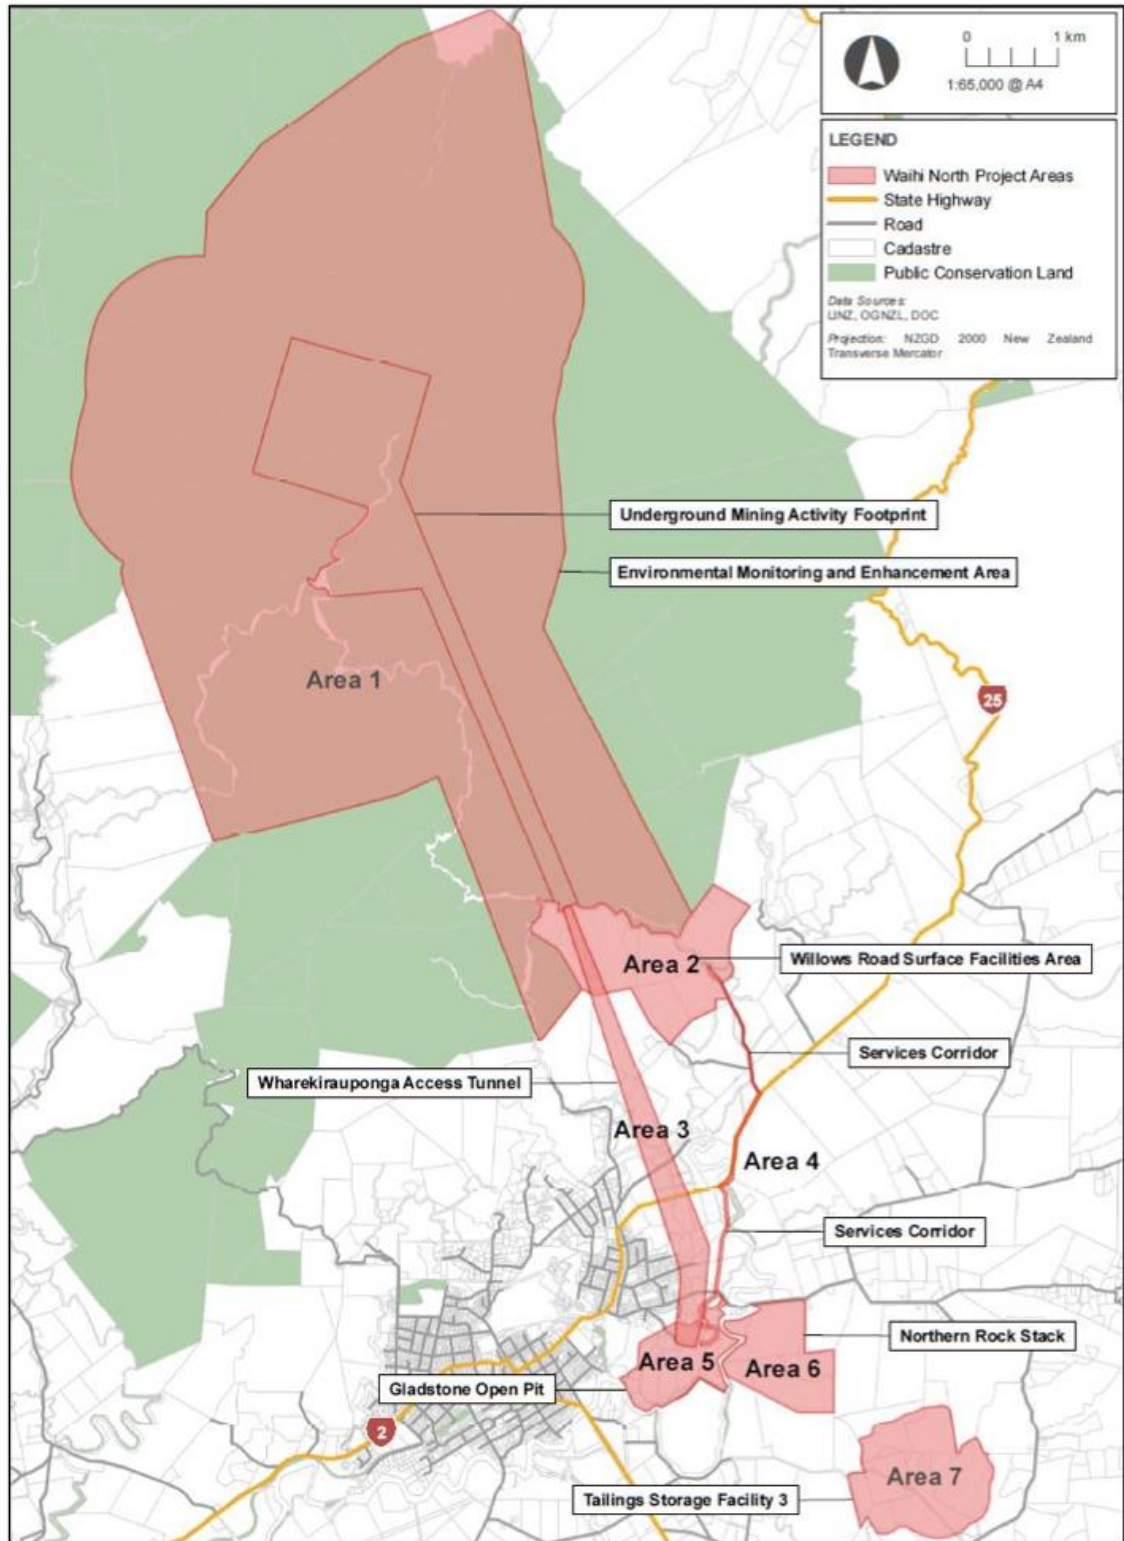 0 1 km
1:65,000 @ A4
LEGEND
Waihi North Project Areas
State Highway
Road
Cadastre
Public Conservation Land
Data Sources:
LINZ, OGNZL, DOC
Projection: NZGD 2000 New Zealand
Transverse Mercator
Underground Mining Activity Footprint
Environmental Monitoring and Enhancement Area
Area 1
25
Area 2
Willows Road Surface Facilities Area
Services Corridor
Wharekirauponga Access Tunnel
Area 3
Area 4
Services Corridor
Northern Rock Stack
Area 5
Area 6
Gladstone Open Pit
2
Area 7
Tailings Storage Facility 3